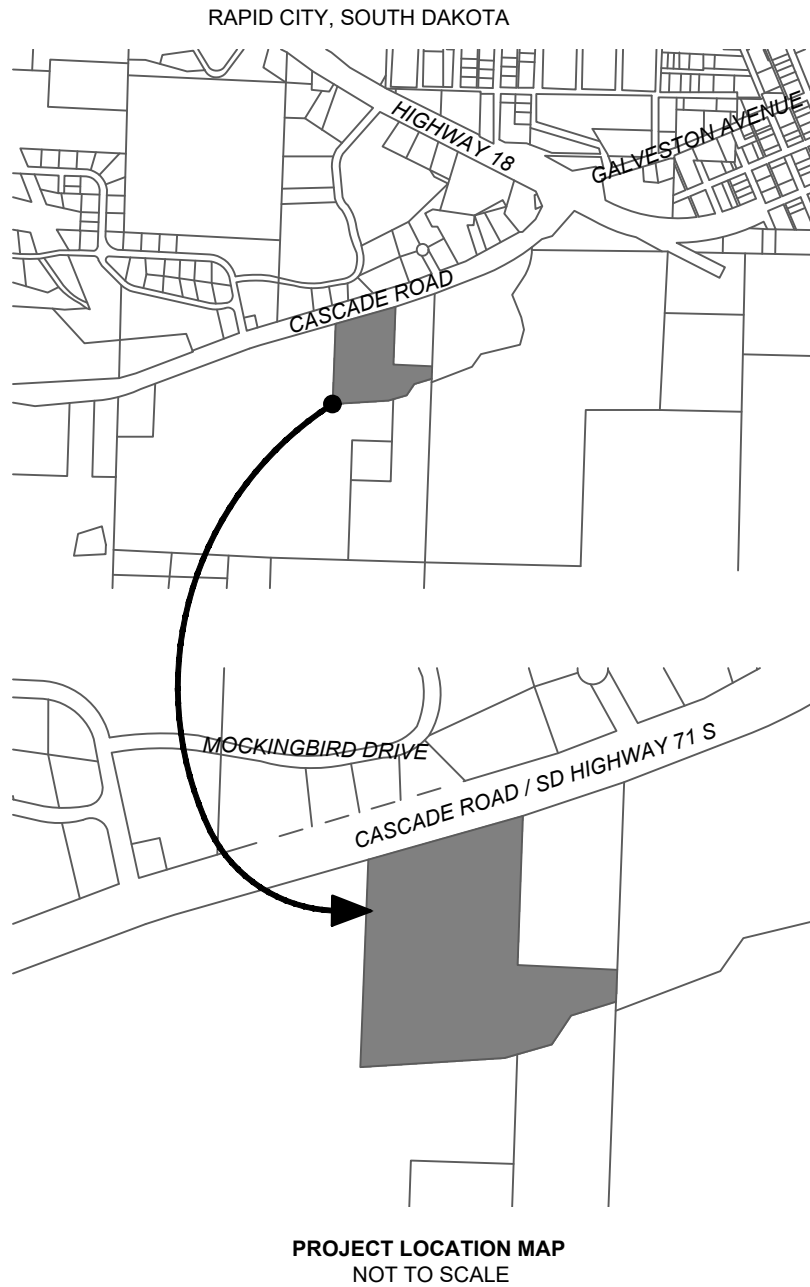 RAPID CITY, SOUTH DAKOTA
HIGHWAY 18
GALVESTON AVENUE
CASCADE ROAD
MOCKINGBIRD DRIVE
CASCADE ROAD / SD HIGHWAY 71 S
PROJECT LOCATION MAP
NOT TO SCALE